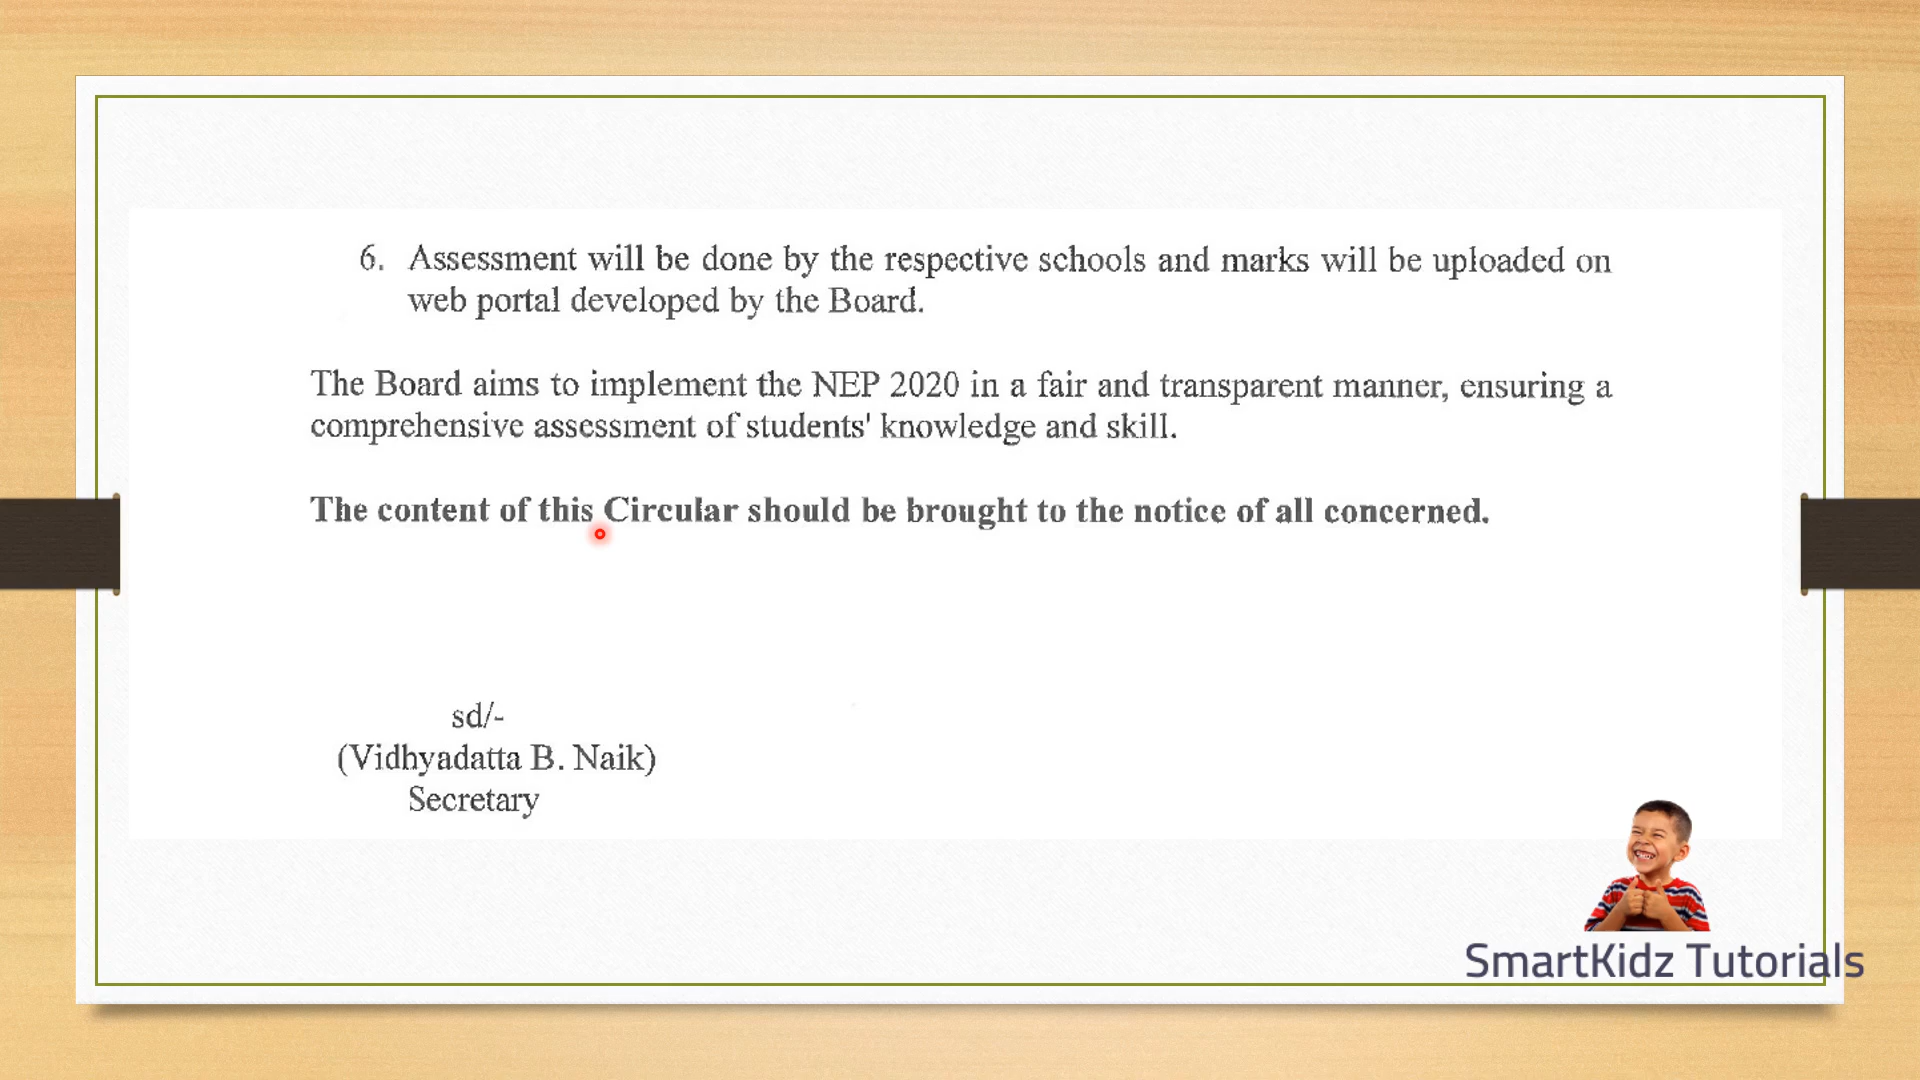 6. Assessment will be done by the respective schools and marks will be uploaded on
web portal developed by the Board.
The Board aims to implement the NEP 2020 in a fair and transparent manner, ensuring a
comprehensive assessment of students' knowledge and skill.
The content of this Circular should be brought to the notice of all concerned.
sd/-
(Vidhyadatta B. Naik)
Secretary
SmartKidz Tutorials